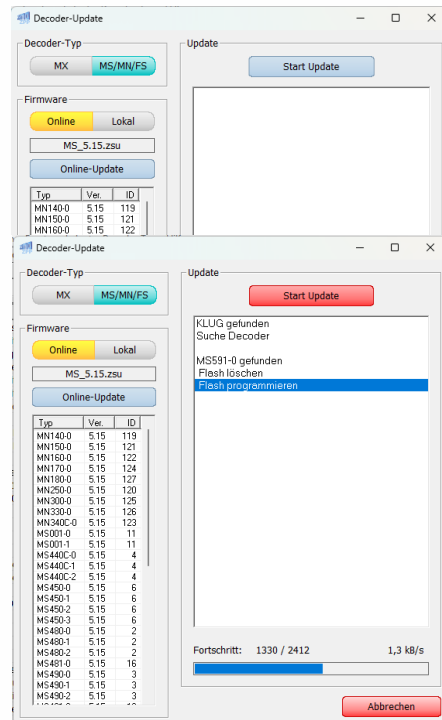 Decoder-Update
Decoder-Typ
MX MS/MN/FS
Firmware
Online Lokal
MS_5.15.zsu
Online-Update
Typ Ver. ID
MN140-0 5.15 119
MN150-0 5.15 121
MN160-0 5.15 122
Update
Start Update
Decoder-Update
Decoder-Typ
MX MS/MN/FS
Firmware
Online Lokal
MS_5.15.zsu
Online-Update
Typ Ver. ID
MN140-0 5.15 119
MN150-0 5.15 121
MN160-0 5.15 122
MN170-0 5.15 124
MN180-0 5.15 127
MN250-0 5.15 120
MN300-0 5.15 125
MN330-0 5.15 126
MN340C-0 5.15 123
MS001-0 5.15 11
MS001-1 5.15 11
MS440C-0 5.15 4
MS440C-1 5.15 4
MS440C-2 5.15 4
MS450-0 5.15 6
MS450-1 5.15 6
MS450-2 5.15 6
MS450-3 5.15 6
MS480-0 5.15 2
MS480-1 5.15 2
MS480-2 5.15 2
MS481-0 5.15 16
MS490-0 5.15 3
MS490-1 5.15 3
MS490-2 5.15 3
Update
Start Update
KLUG gefunden
Suche Decoder
MS591-0 gefunden
Flash löschen
Flash programmieren
Fortschritt: 1330 / 2412 1,3 kB/s
Abbrechen